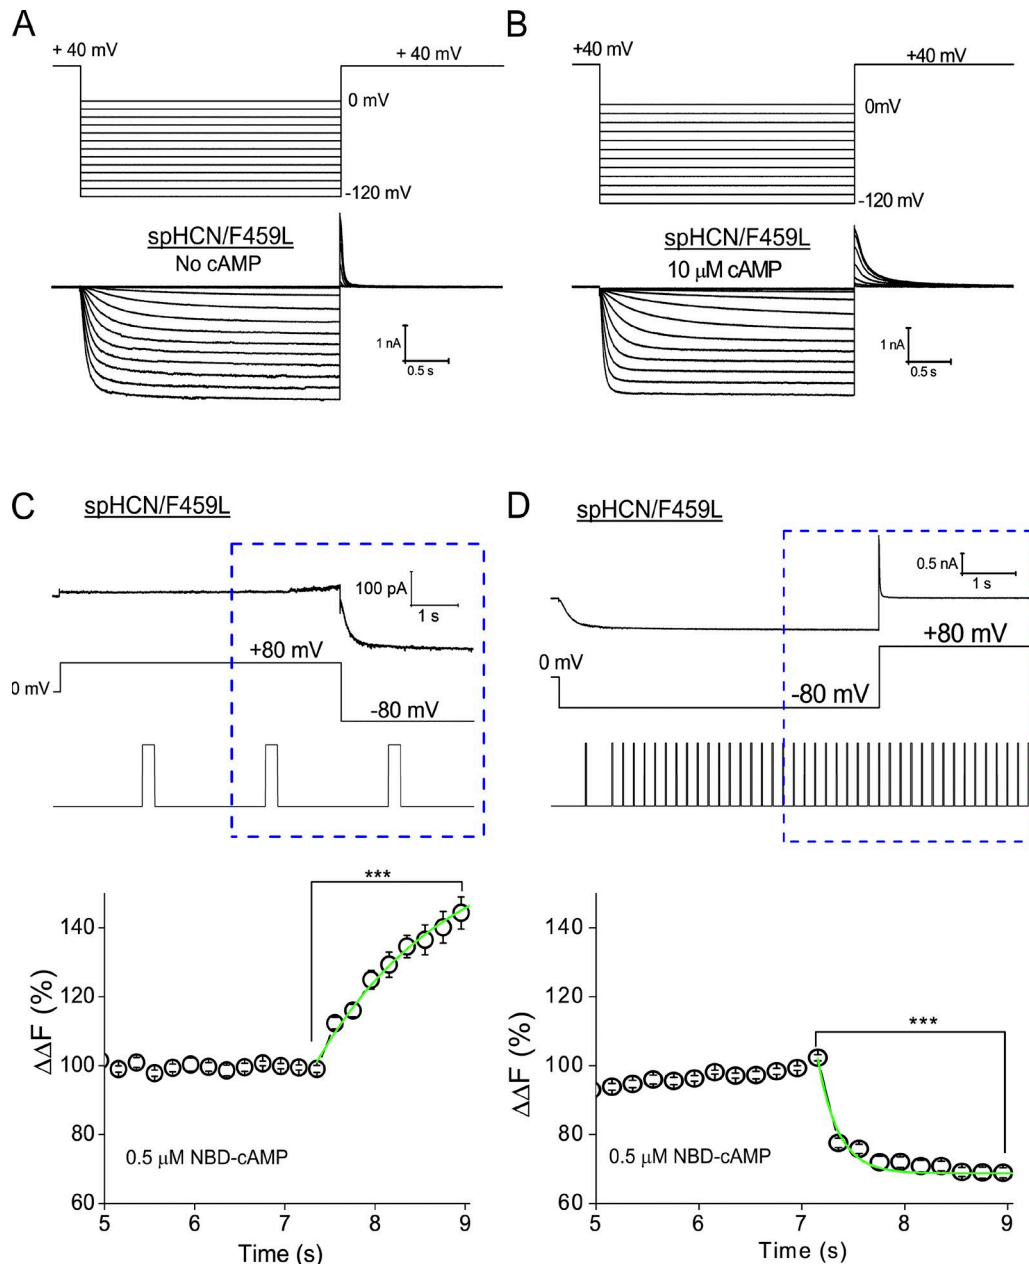 A
+ 40 mV
+ 40 mV
0 mV
-120 mV
spHCN/F459L
No cAMP
1 nA
0.5 s
B
+40 mV
+40 mV
0mV
-120 mV
spHCN/F459L
10 μM cAMP
1 nA
0.5 s
C
spHCN/F459L
100 pA
1 s
+80 mV
0 mV
-80 mV
***
140
120
100
80
60
ΔΔF (%)
0.5 μM NBD-cAMP
5 6 7 8 9
Time (s)
D
spHCN/F459L
0.5 nA
1 s
+80 mV
0 mV
-80 mV
***
140
120
100
80
60
ΔΔF (%)
0.5 μM NBD-cAMP
5 6 7 8 9
Time (s)